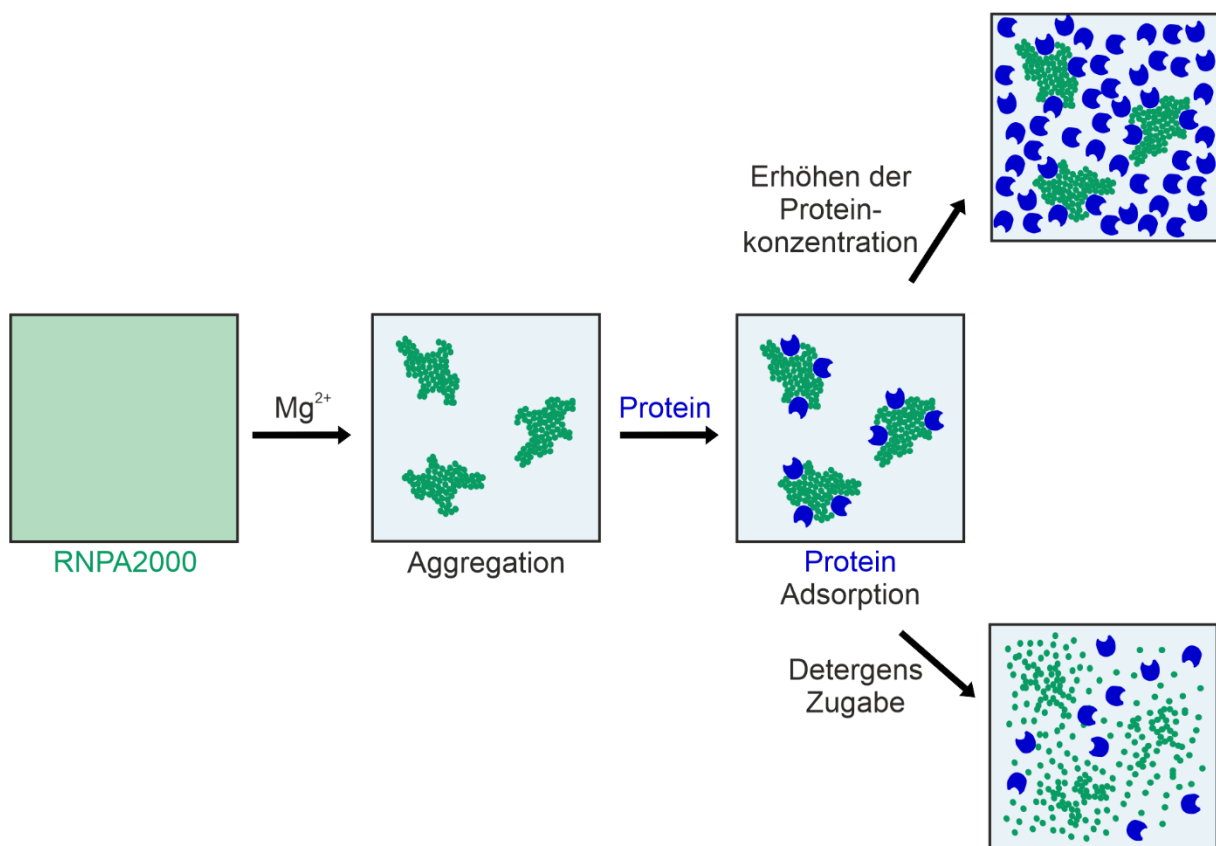 Erhöhen der
Protein-
konzentration
Mg²⁺
Protein
RNPA2000
Aggregation
Protein
Adsorption
Detergens
Zugabe